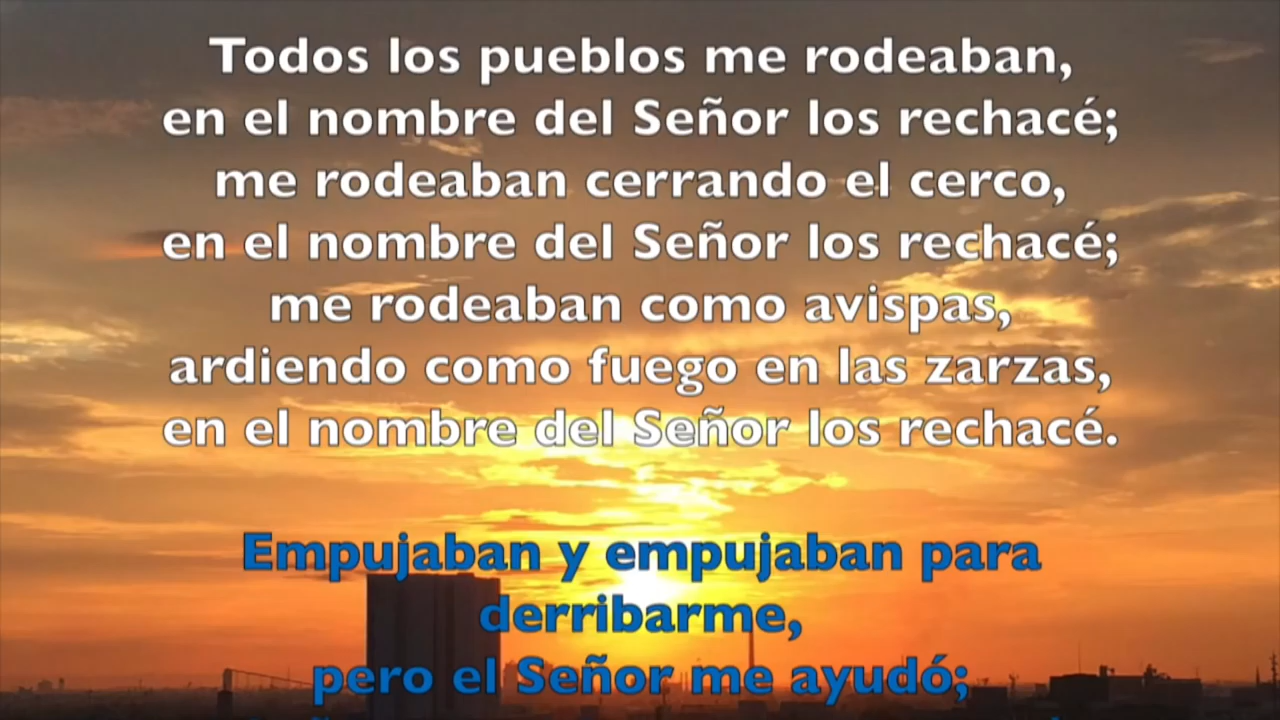 Todos los pueblos me rodeaban,
en el nombre del Señor los rechacé;
me rodeaban cerrando el cerco,
en el nombre del Señor los rechacé;
me rodeaban como avispas,
ardiendo como fuego en las zarzas,
en el nombre del Señor los rechacé.
Empujaban y empujaban para
derribarme,
pero el Señor me ayudó;